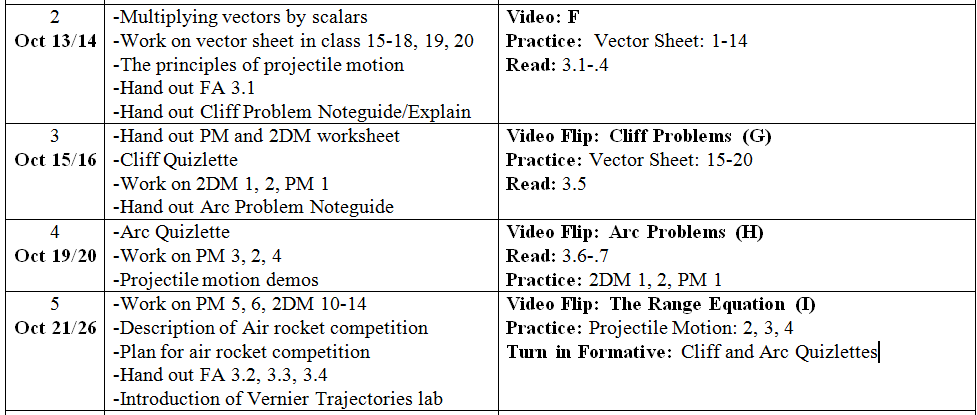 2
Oct 13/14
-Multiplying vectors by scalars
-Work on vector sheet in class 15-18, 19, 20
-The principles of projectile motion
-Hand out FA 3.1
-Hand out Cliff Problem Noteguide/Explain
Video: F
Practice: Vector Sheet: 1-14
Read: 3.1-.4
3
Oct 15/16
-Hand out PM and 2DM worksheet
-Cliff Quizlette
-Work on 2DM 1, 2, PM 1
-Hand out Arc Problem Noteguide
Video Flip: Cliff Problems (G)
Practice: Vector Sheet: 15-20
Read: 3.5
4
Oct 19/20
-Arc Quizlette
-Work on PM 3, 2, 4
-Projectile motion demos
Video Flip: Arc Problems (H)
Read: 3.6-.7
Practice: 2DM 1, 2, PM 1
5
Oct 21/26
-Work on PM 5, 6, 2DM 10-14
-Description of Air rocket competition
-Plan for air rocket competition
-Hand out FA 3.2, 3.3, 3.4
-Introduction of Vernier Trajectories lab
Video Flip: The Range Equation (I)
Practice: Projectile Motion: 2, 3, 4
Turn in Formative: Cliff and Arc Quizlettes